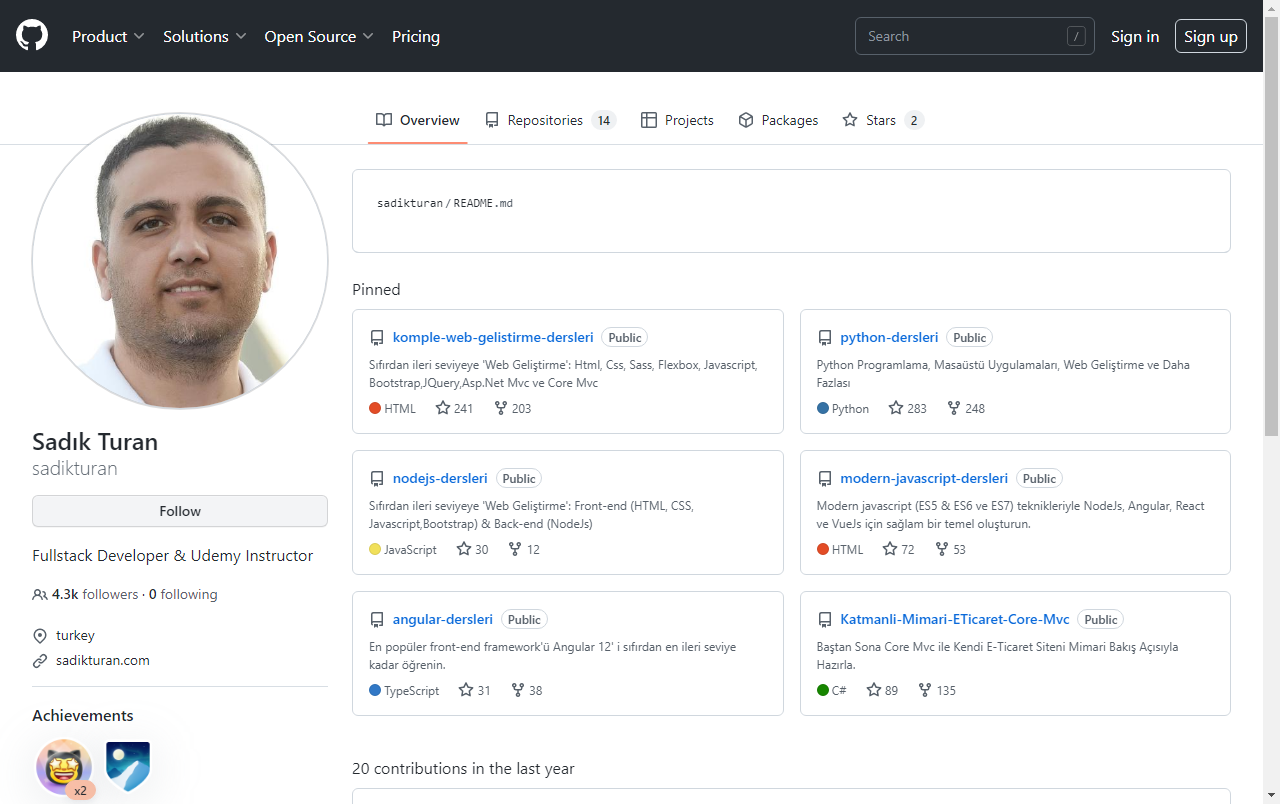 Product Solutions Open Source Pricing Search / Sign in Sign up
Overview Repositories 14 Projects Packages Stars 2
Sadık Turan
sadikturan
Follow
Fullstack Developer & Udemy Instructor
4.3k followers · 0 following
turkey
sadikturan.com
Achievements
x2
sadikturan/README.md
Pinned
komple-web-gelistirme-dersleri Public
Sıfırdan ileri seviyeye 'Web Geliştirme': Html, Css, Sass, Flexbox, Javascript,
Bootstrap,JQuery,Asp.Net Mvc ve Core Mvc
HTML 241 203
python-dersleri Public
Python Programlama, Masaüstü Uygulamaları, Web Geliştirme ve Daha
Fazlası
Python 283 248
nodejs-dersleri Public
Sıfırdan ileri seviyeye 'Web Geliştirme': Front-end (HTML, CSS,
Javascript,Bootstrap) & Back-end (NodeJs)
JavaScript 30 12
modern-javascript-dersleri Public
Modern javascript (ES5 & ES6 ve ES7) teknikleriyle NodeJs, Angular, React
ve VueJs için sağlam bir temel oluşturun.
HTML 72 53
angular-dersleri Public
En popüler front-end framework'ü Angular 12' i sıfırdan en ileri seviye
kadar öğrenin.
TypeScript 31 38
Katmanli-Mimari-ETicaret-Core-Mvc Public
Baştan Sona Core Mvc ile Kendi E-Ticaret Siteni Mimari Bakış Açısıyla
Hazırla.
C# 89 135
20 contributions in the last year